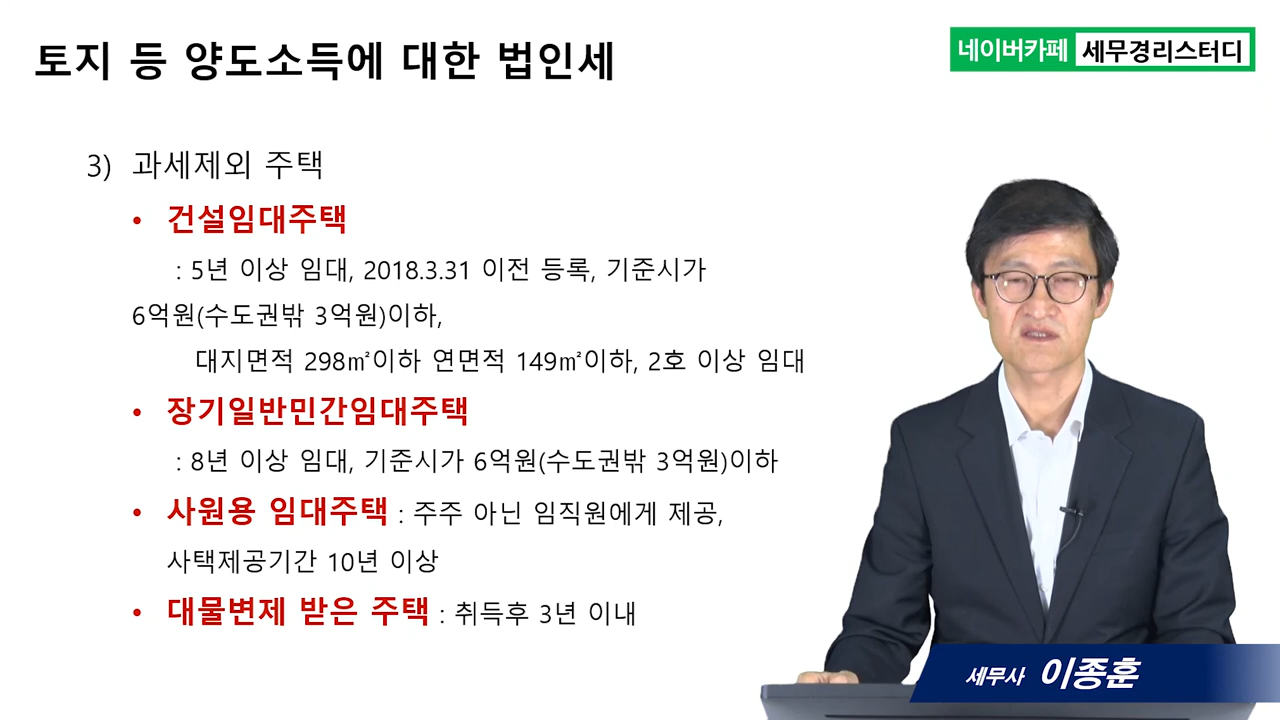 토지 등 양도소득에 대한 법인세
네이버카페 세무경리스터디
3) 과세제외 주택
• 건설임대주택
: 5년 이상 임대, 2018.3.31 이전 등록, 기준시가
6억원(수도권밖 3억원)이하,
대지면적 298㎡이하 연면적 149㎡이하, 2호 이상 임대
• 장기일반민간임대주택
: 8년 이상 임대, 기준시가 6억원(수도권밖 3억원)이하
• 사원용 임대주택 : 주주 아닌 임직원에게 제공,
사택제공기간 10년 이상
• 대물변제 받은 주택 : 취득후 3년 이내
세무사 이종훈